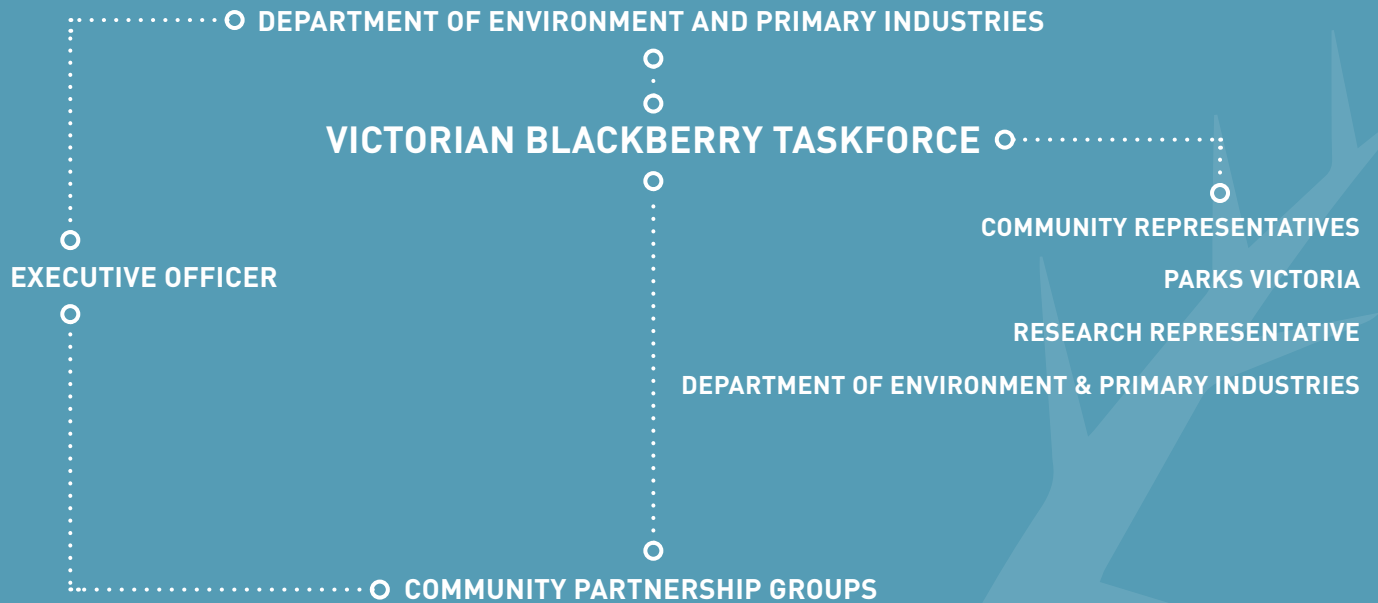 DEPARTMENT OF ENVIRONMENT AND PRIMARY INDUSTRIES
VICTORIAN BLACKBERRY TASKFORCE
COMMUNITY REPRESENTATIVES
EXECUTIVE OFFICER
PARKS VICTORIA
RESEARCH REPRESENTATIVE
DEPARTMENT OF ENVIRONMENT & PRIMARY INDUSTRIES
COMMUNITY PARTNERSHIP GROUPS